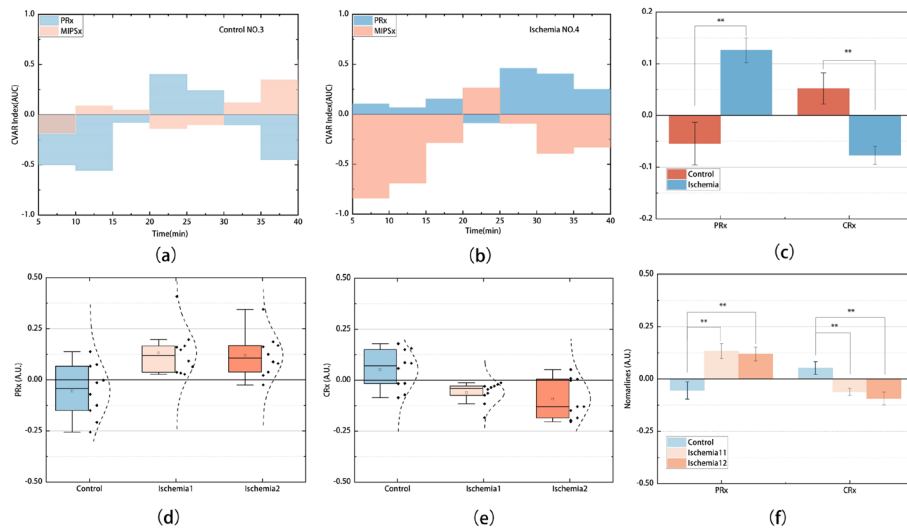 PRx
MIPSx
Control NO.3
CVAR Index(AUC)
1.0
0.5
0.0
-0.5
-1.0
5 10 15 20 25 30 35 40
Time(min)
(a)
PRx
MIPSx
Ischemia NO.4
CVAR Index(AUC)
1.0
0.5
0.0
-0.5
-1.0
5 10 15 20 25 30 35 40
Time(min)
(b)
0.2
0.1
0.0
-0.1
-0.2
**
**
Control
Ischemia
PRx CRx
(c)
PRx (A.U.)
0.50
0.25
0.00
-0.25
-0.50
Control Ischemia1 Ischemia2
(d)
CRx (A.U.)
0.50
0.25
0.00
-0.25
-0.50
Control Ischemia1 Ischemia2
(e)
Nomarlines (A.U.)
0.50
0.25
0.00
-0.25
-0.50
**
**
**
**
Control
Ischemia11
Ischemia12
PRx CRx
(f)